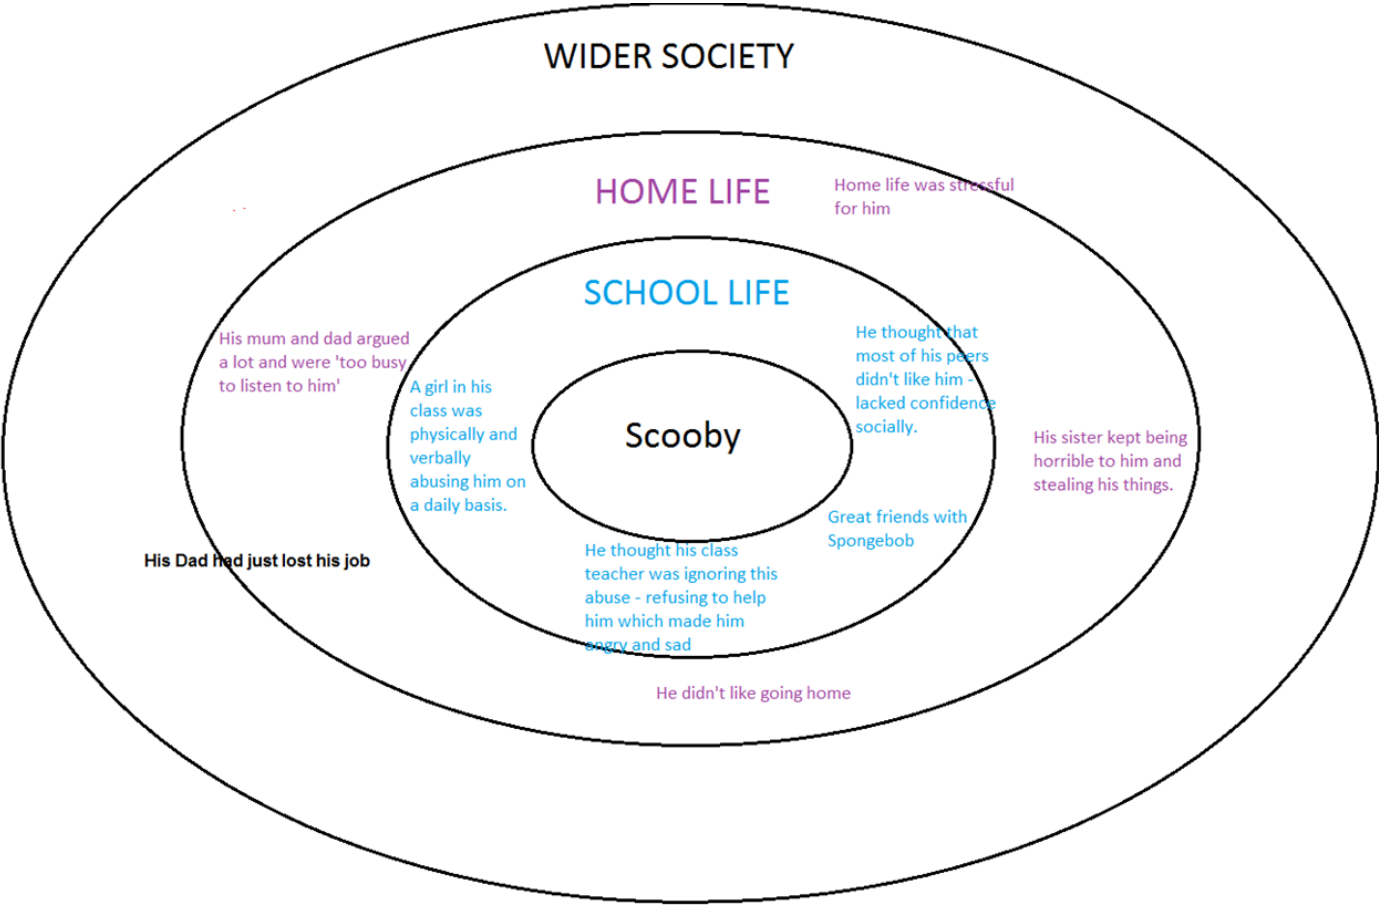 WIDER SOCIETY
HOME LIFE
Home life was stressful
for him
SCHOOL LIFE
His mum and dad argued
a lot and were 'too busy
to listen to him'
A girl in his
class was
physically and
verbally
abusing him on
a daily basis.
He thought that
most of his peers
didn't like him -
lacked confidence
socially.
Scooby
His sister kept being
horrible to him and
stealing his things.
Great friends with
Spongebob
His Dad had just lost his job
He thought his class
teacher was ignoring this
abuse - refusing to help
him which made him
angry and sad
He didn't like going home